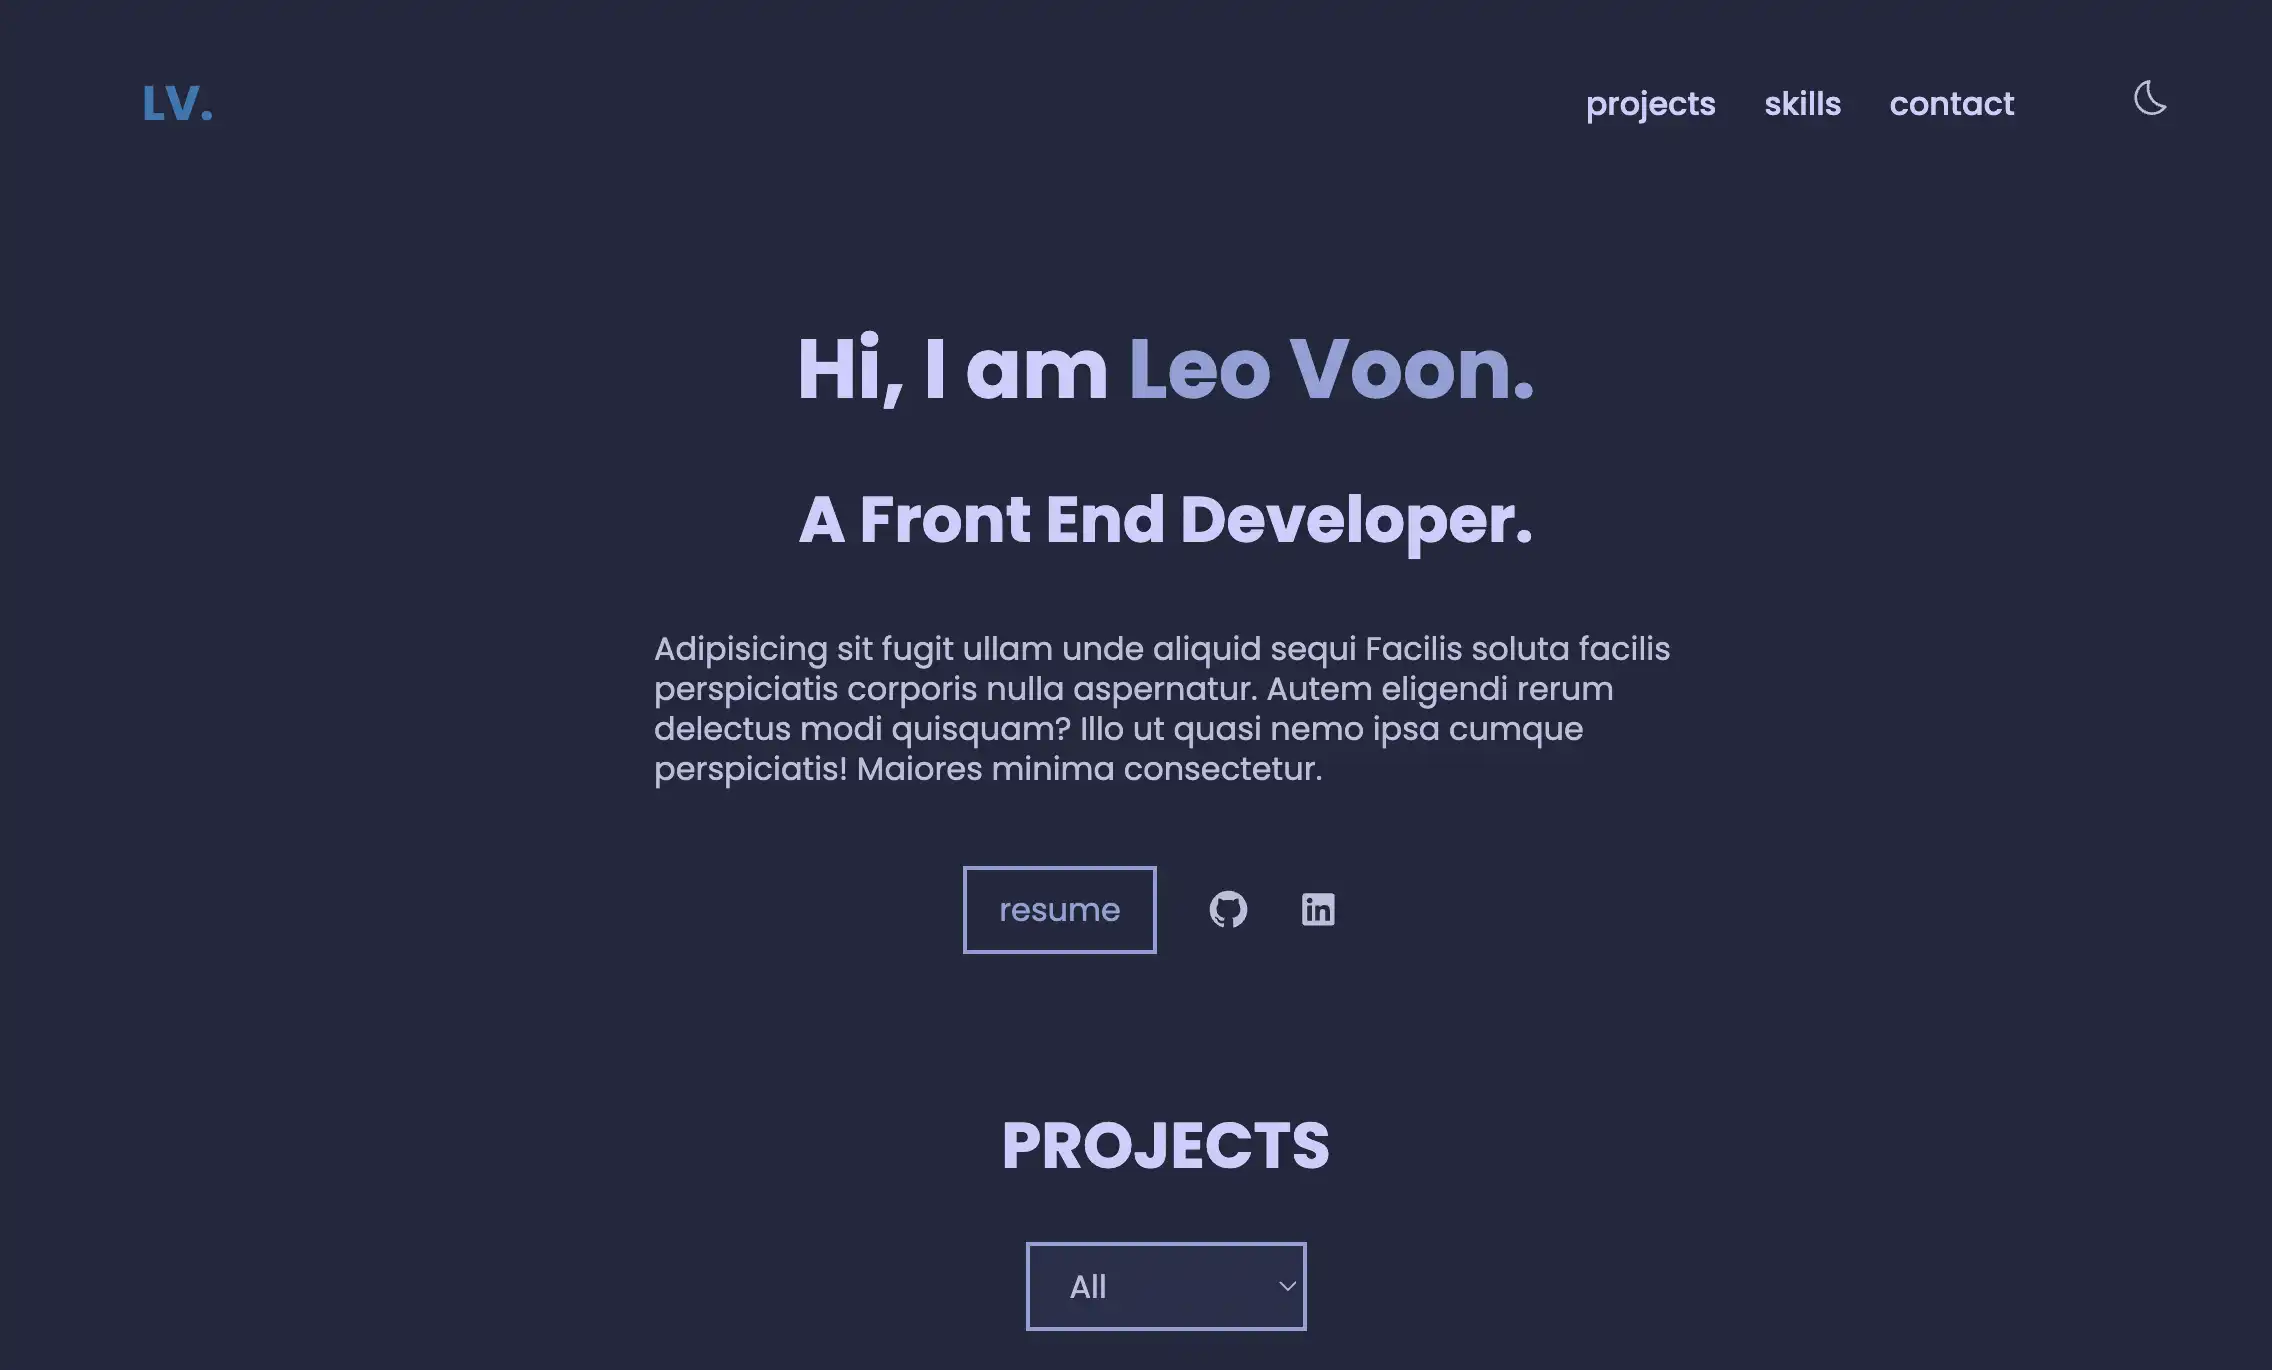 LV.
projects
skills
contact
Hi, I am Leo Voon.
A Front End Developer.
Adipisicing sit fugit ullam unde aliquid sequi Facilis soluta facilis
perspiciatis corporis nulla aspernatur. Autem eligendi rerum
delectus modi quisquam? Illo ut quasi nemo ipsa cumque
perspiciatis! Maiores minima consectetur.
resume
PROJECTS
All